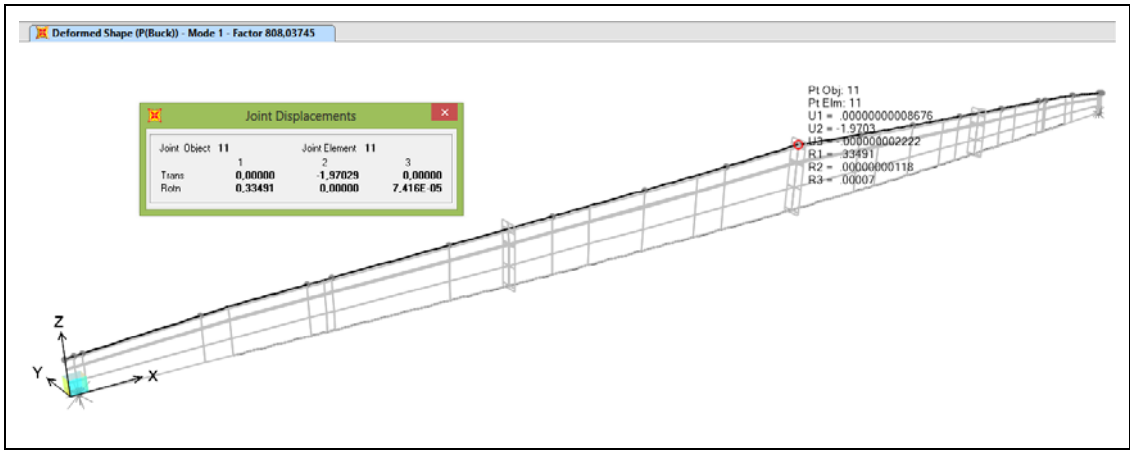 Deformed Shape (P(Buck)) - Mode 1 - Factor 808,03745
Joint Displacements
Joint Object 11 Joint Element 11
1 2 3
Trans 0,00000 -1,97029 0,00000
Rotn 0,33491 0,00000 7,416E-05
Pt Obj: 11
Pt Elm: 11
U1 = .00000000008676
U2 = -1.9703
U3 = .000000002222
R1 = .33491
R2 = .00000000118
R3 = .00007
Z
Y
X